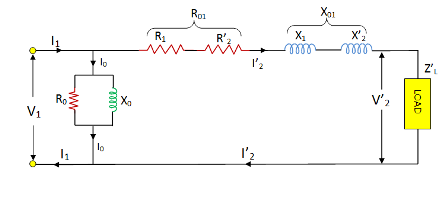 R₀₁
X₀₁
R₁ R'₂ X₁ X'₂
I₁
I₀
I'₂
Z'L
R₀ X₀
V₁
V'₂
LOAD
I₀
I₁
I'₂